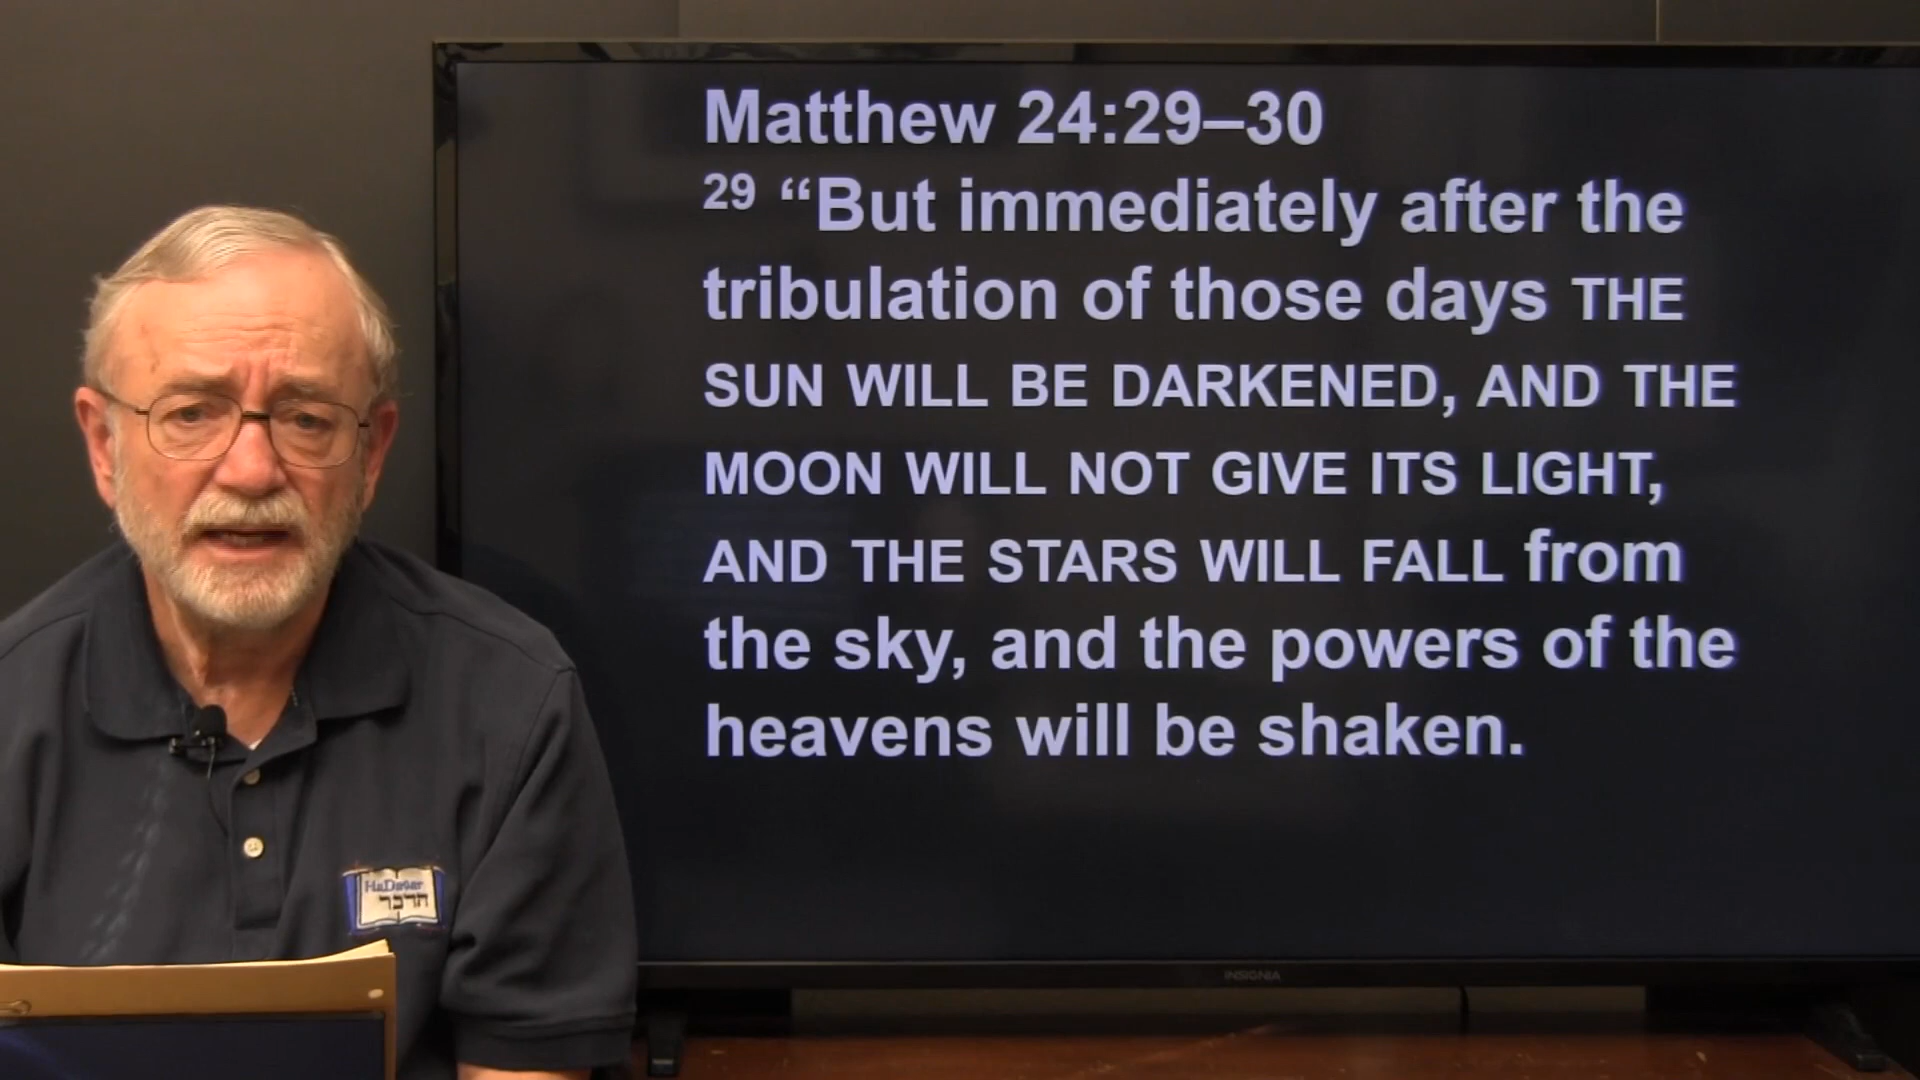 Matthew 24:29–30
29 “But immediately after the
tribulation of those days THE
SUN WILL BE DARKENED, AND THE
MOON WILL NOT GIVE ITS LIGHT,
AND THE STARS WILL FALL from
the sky, and the powers of the
heavens will be shaken.
HaDavar
הדבר
INSIGNIA